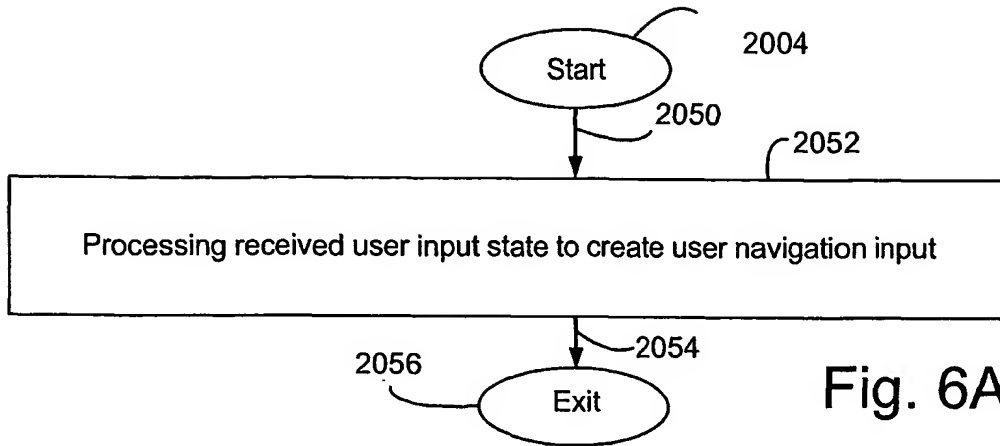 2004
Start
2050
2052
Processing received user input state to create user navigation input
2054
2056
Exit
Fig. 6A